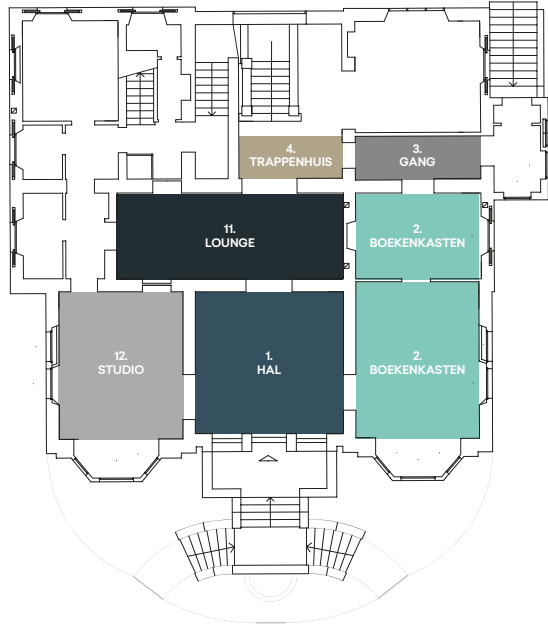 4.
TRAPPENHUIS
3.
GANG
11.
LOUNGE
2.
BOEKENKASTEN
12.
STUDIO
1.
HAL
2.
BOEKENKASTEN